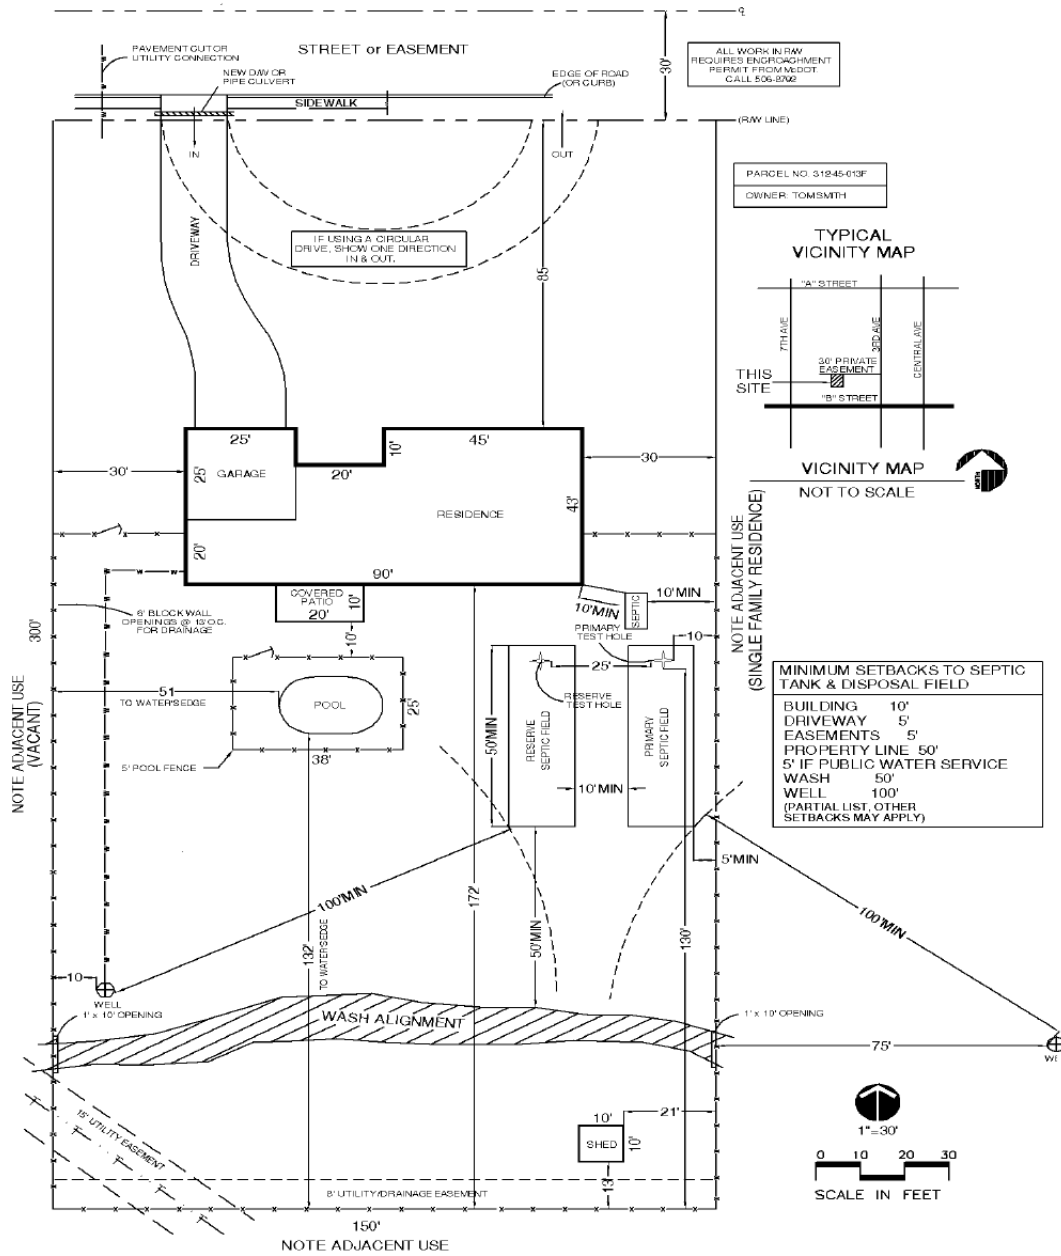 ℄
PAVEMENT CUT OR
UTILITY CONNECTION
STREET or EASEMENT
30'
ALL WORK IN R/W
REQUIRES ENCROACHMENT
PERMIT FROM McDOT.
CALL 506-8792
NEW D/W OR
PIPE CULVERT
EDGE OF ROAD
(OR CURB)
SIDEWALK
(R/W LINE)
IN
OUT
PARCEL NO. 312-45-013F
OWNER: TOM SMITH
DRIVEWAY
IF USING A CIRCULAR
DRIVE, SHOW ONE DIRECTION
IN & OUT.
85
TYPICAL
VICINITY MAP
"A" STREET
7TH AVE
3RD AVE
CENTRAL AVE
30' PRIVATE
EASEMENT
THIS
SITE
"B" STREET
VICINITY MAP
NOT TO SCALE
25'
10'
45'
30'
25'
GARAGE
20'
30
RESIDENCE
43'
20'
90'
COVERED
PATIO
10'
20'
10'
10'MIN
SEPTIC
10'MIN
6' BLOCK WALL
OPENINGS @ 13' O.C.
FOR DRAINAGE
PRIMARY
TEST HOLE
10
300'
NOTE ADJACENT USE
(VACANT)
NOTE ADJACENT USE
(SINGLE FAMILY RESIDENCE)
51
TO WATERSEDGE
POOL
25'
38'
5' POOL FENCE
25'
RESERVE
TEST HOLE
50'MIN
RESERVE
SEPTIC FIELD
PRIMARY
SEPTIC FIELD
10'MIN
MINIMUM SETBACKS TO SEPTIC
TANK & DISPOSAL FIELD
BUILDING 10'
DRIVEWAY 5'
EASEMENTS 5'
PROPERTY LINE 50'
5' IF PUBLIC WATER SERVICE
WASH 50'
WELL 100'
(PARTIAL LIST, OTHER
SETBACKS MAY APPLY)
5'MIN
100'MIN
100'MIN
172'
132'
TO WATERSEDGE
50'MIN
130'
10
WELL
1' x 10' OPENING
WASH ALIGNMENT
1' x 10' OPENING
75'
15' UTILITY EASEMENT
10'
21'
SHED
10'
13'
8' UTILITY/DRAINAGE EASEMENT
1"=30'
0 10 20 30
SCALE IN FEET
150'
NOTE ADJACENT USE